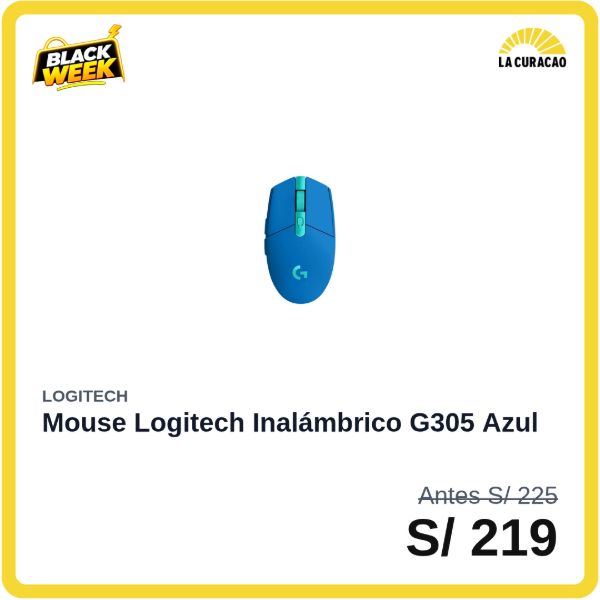 BLACK
WEEK
LA CURACAO
G
LOGITECH
Mouse Logitech Inalámbrico G305 Azul
Antes S/ 225
S/ 219